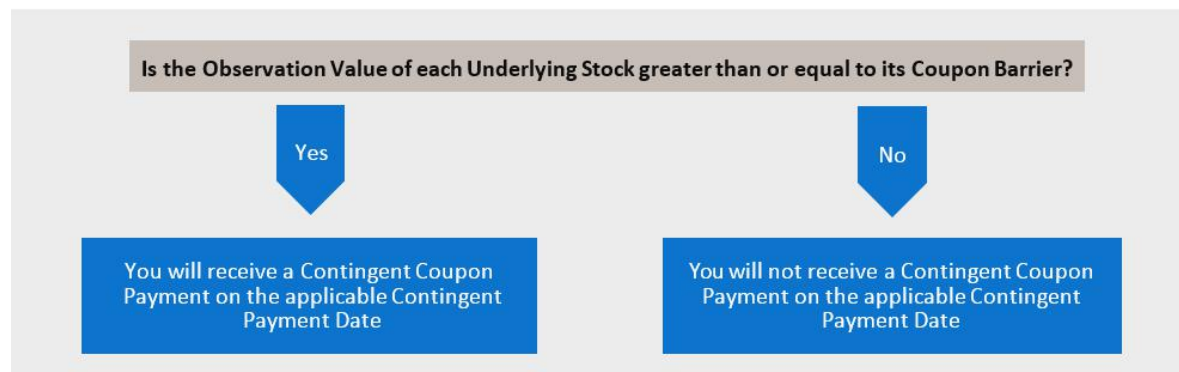 Is the Observation Value of each Underlying Stock greater than or equal to its Coupon Barrier?
Yes
No
You will receive a Contingent Coupon
Payment on the applicable Contingent
Payment Date
You will not receive a Contingent Coupon
Payment on the applicable Contingent
Payment Date